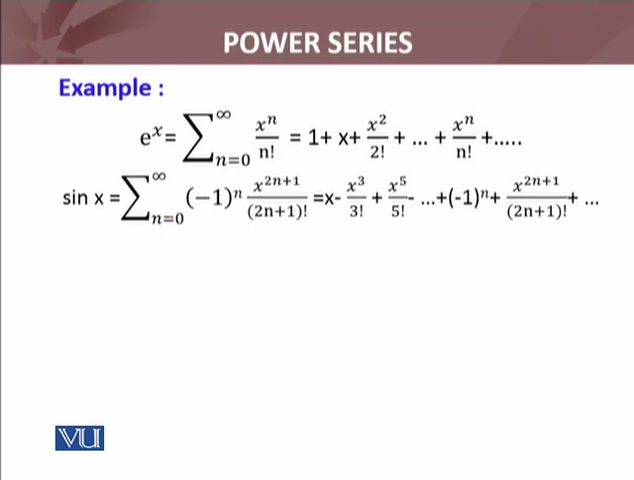 POWER SERIES
Example :
eˣ= ∑ₙ₌₀^∞ xⁿ/n! = 1+ x+ x²/2! + ... + xⁿ/n! +.....
sin x =∑ₙ₌₀^∞ (−1)ⁿ x²ⁿ⁺¹/(2n+1)! =x- x³/3! + x⁵/5!- ...+(-1)ⁿ+ x²ⁿ⁺¹/(2n+1)!+ ...
VU